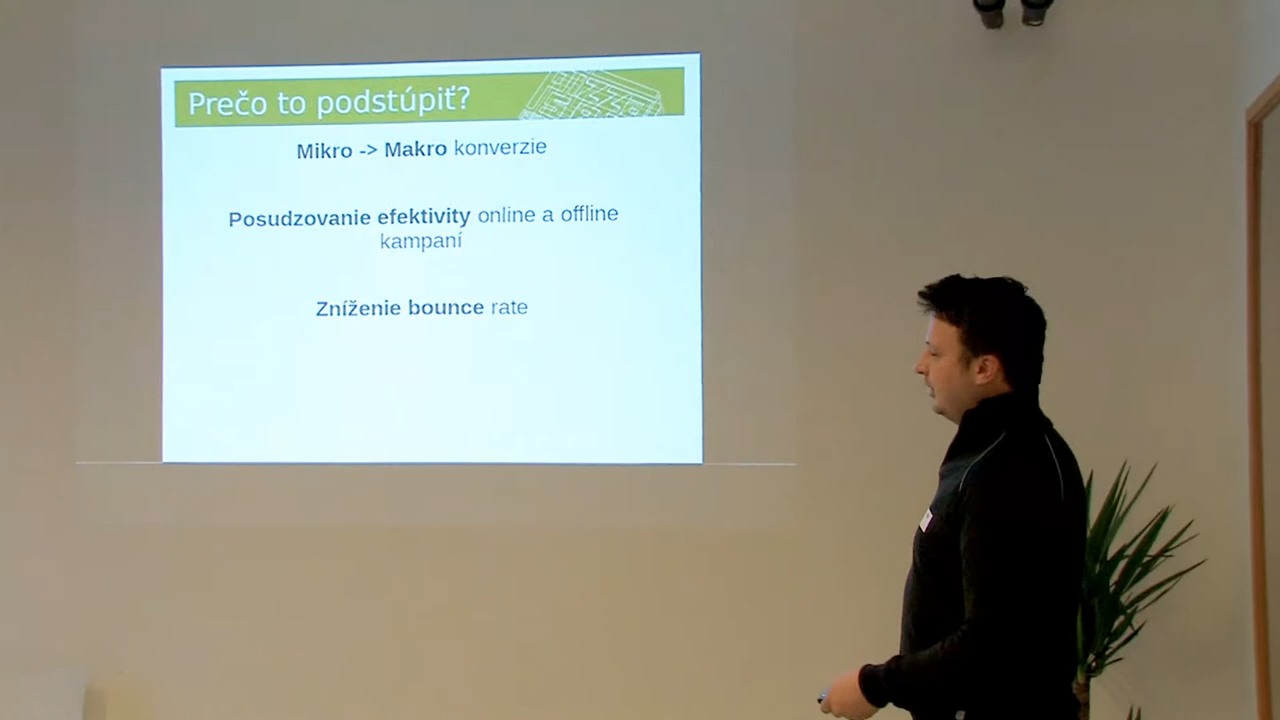 Prečo to podstúpiť?
Mikro -> Makro konverzie
Posudzovanie efektivity online a offline
kampaní
Zníženie bounce rate